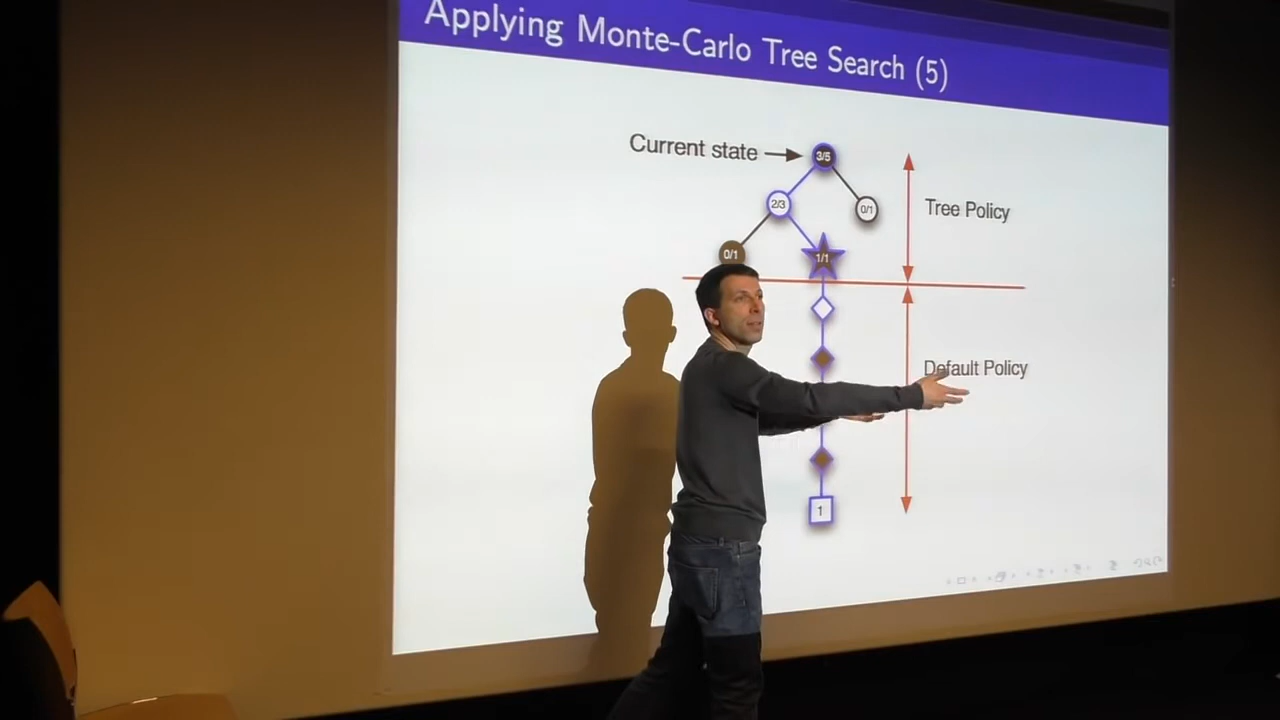 Applying Monte-Carlo Tree Search (5)
Current state
3/5
2/3
0/1
Tree Policy
0/1
1/1
Default Policy
1